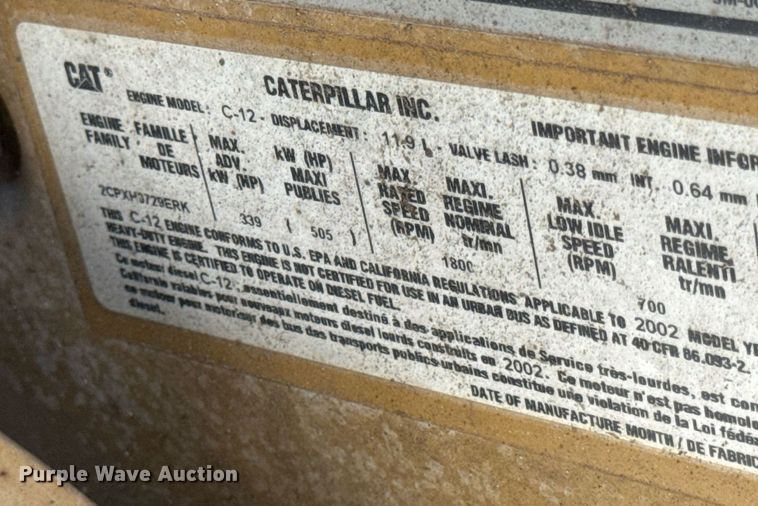 CAT®
CATERPILLAR INC.
IMPORTANT ENGINE INFOR
ENGINE MODEL: C-12 - DISPLACEMENT: 11.9 L - VALVE LASH: 0.38 mm INT. 0.64 mm
ENGINE FAMILY
FAMILLE DE MOTEURS
MAX. ADV. kW (HP)
kW (HP) MAXI PUBLIES
MAX. RATED SPEED (RPM)
MAXI. REGIME NOMINAL tr/mn
MAX. LOW IDLE SPEED (RPM)
MAXI. REGIME RALENTI tr/mn
2CPXH0729ERK 339 ( 505 ) 1800 700
THIS C-12 ENGINE CONFORMS TO U.S. EPA AND CALIFORNIA REGULATIONS APPLICABLE TO 2002 MODEL YE
HEAVY-DUTY ENGINE. THIS ENGINE IS NOT CERTIFIED FOR USE IN AN URBAN BUS AS DEFINED AT 40 CFR 86.093-2.
THIS ENGINE IS CERTIFIED TO OPERATE ON DIESEL FUEL.
Ce moteur diesel C-12 essentiellement destiné à des applications de Service très-lourdes, est con
Californie valables pour nouveaux moteurs diesel lourds construits en 2002. Ce moteur n'est pas homolo
ce moteur pour motoriser des bus des transports publics urbains constitue une violation de la Loi fédé
diesel.
DATE OF MANUFACTURE MONTH / DE FABRIC
Purple Wave Auction